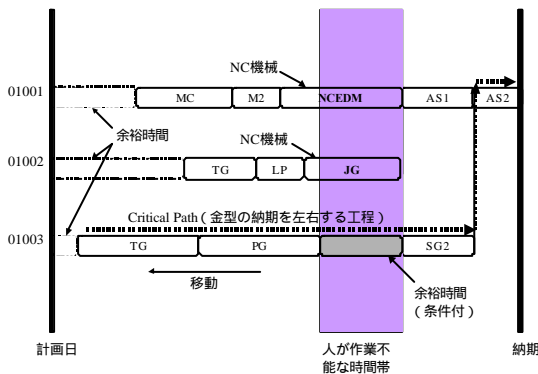 NC機械
01001
MC
M2
NCEDM
AS1
AS2
余裕時間
NC機械
01002
TG
LP
JG
Critical Path(金型の納期を左右する工程)
01003
TG
PG
SG2
移動
余裕時間
(条件付)
計画日
人が作業不
能な時間帯
納期